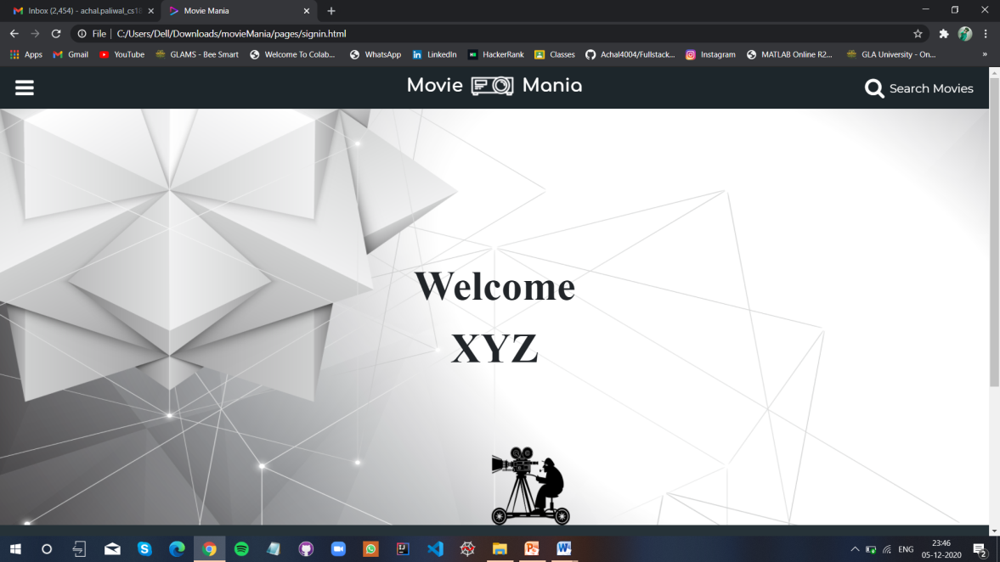 Inbox (2,454) - achal.paliwal_cs18
Movie Mania
File
C:/Users/Dell/Downloads/movieMania/pages/signin.html
Apps
Gmail
YouTube
GLAMS - Bee Smart
Welcome To Colab...
WhatsApp
LinkedIn
HackerRank
Classes
Achal4004/Fullstack...
Instagram
MATLAB Online R2...
GLA University - On...
»
Movie Mania
Search Movies
Welcome
XYZ
ENG
23:46
05-12-2020
2